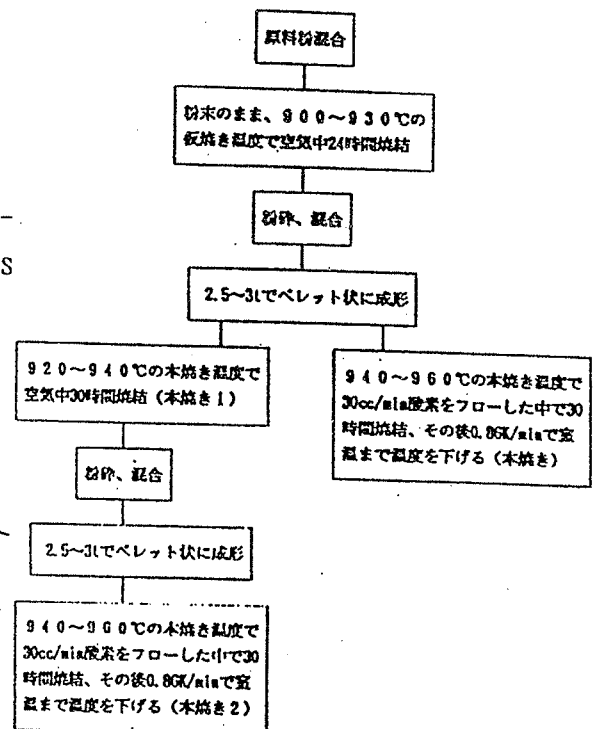 原料粉混合
粉末のまま、900〜930℃の
仮焼き温度で空気中24時間焼結
粉砕、混合
2.5〜3tでペレット状に成形
920〜940℃の本焼き温度で
空気中30時間焼結(本焼き1)
粉砕、混合
2.5〜3tでペレット状に成形
940〜960℃の本焼き温度で
30cc/min酸素をフローした中で30
時間焼結、その後0.86K/minで室
温まで温度を下げる(本焼き2)
940〜960℃の本焼き温度で
30cc/min酸素をフローした中で30
時間焼結、その後0.86K/minで室
温まで温度を下げる(本焼き)
S